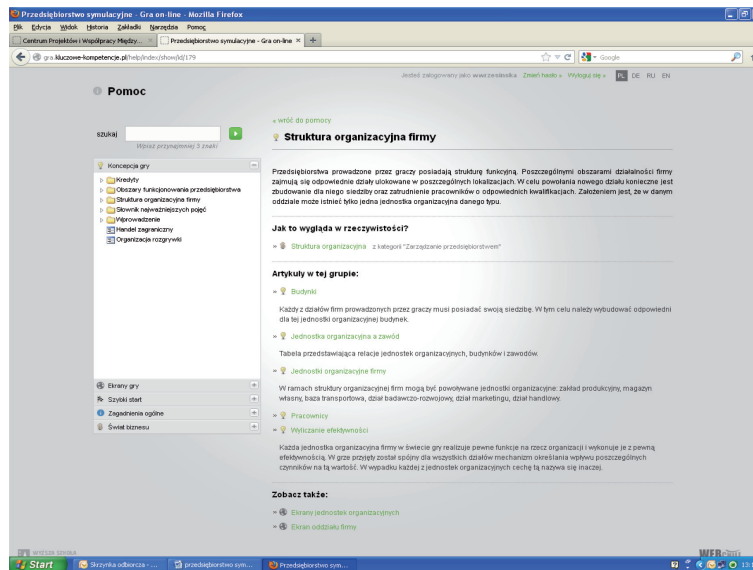 Przedsiębiorstwo symulacyjne - Gra on-line - Mozilla Firefox
Plik Edycja Widok Historia Zakładki Narzędzia Pomoc
Centrum Projektów i Współpracy Między... × Przedsiębiorstwo symulacyjne - Gra on-line × +
gra.kluczowe-kompetencje.pl/help/index/show/id/179 Google
Jesteś zalogowany jako Zmień hasło » Wyloguj się » PL DE RU EN
Pomoc
« wróć do pomocy
szukaj
Wpisz przynajmniej 3 znaki
Struktura organizacyjna firmy
Koncepcja gry
Kredyty
Obszary funkcjonowania przedsiębiorstwa
Struktura organizacyjna firmy
Słownik najważniejszych pojęć
Wprowadzenie
Handel zagraniczny
Organizacja rozgrywki
Ekrany gry
Szybki start
Zagadnienia ogólne
Świat biznesu
Przedsiębiorstwa prowadzone przez graczy posiadają strukturę funkcyjną. Poszczególnymi obszarami działalności firmy
zajmują się odpowiednie działy ulokowane w poszczególnych lokalizacjach. W celu powołania nowego działu konieczne jest
zbudowanie dla niego siedziby oraz zatrudnienie pracowników o odpowiednich kwalifikacjach. Założeniem jest, że w danym
oddziale może istnieć tylko jedna jednostka organizacyjna danego typu.
Jak to wygląda w rzeczywistości?
» Struktura organizacyjna z kategorii "Zarządzanie przedsiębiorstwem"
Artykuły w tej grupie:
» Budynki
Każdy z działów firm prowadzonych przez graczy musi posiadać swoją siedzibę. W tym celu należy wybudować odpowiedni
dla tej jednostki organizacyjnej budynek.
» Jednostka organizacyjna a zawód
Tabela przedstawiająca relacje jednostek organizacyjnych, budynków i zawodów.
» Jednostki organizacyjne firmy
W ramach struktury organizacyjnej firm mogą być powoływane jednostki organizacyjne: zakład produkcyjny, magazyn
własny, baza transportowa, dział badawczo-rozwojowy, dział marketingu, dział handlowy.
» Pracownicy
» Wyliczanie efektywności
Każda jednostka organizacyjna firmy w świecie gry realizuje pewne funkcje na rzecz organizacji i wykonuje je z pewną
efektywnością. W grze przyjęty został spójny dla wszystkich działów mechanizm określania wpływu poszczególnych
czynników na tą wartość. W wypadku każdej z jednostek organizacyjnych cechę tą nazywa się inaczej.
Zobacz także:
» Ekrany jednostek organizacyjnych
» Ekran oddziału firmy
WYŻSZA SZKOŁA
Start Skrzynka odbiorcza - ... przedsiębiorstwo sym... Przedsiębiorstwo sym...